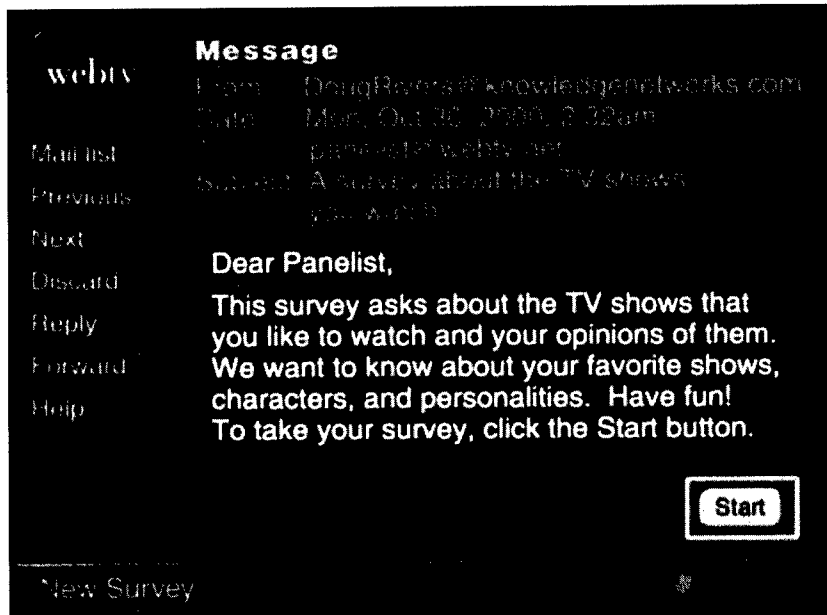 webtv
Message
From: DougRivers@knowledgenetworks.com
Date: Mon, Oct 30, 2000, 2:32am
panelist@webtv.net
Subject: A survey about the TV shows
you watch
Mail list
Previous
Next
Discard
Reply
Forward
Help
Dear Panelist,
This survey asks about the TV shows that
you like to watch and your opinions of them.
We want to know about your favorite shows,
characters, and personalities. Have fun!
To take your survey, click the Start button.
Start
New Survey